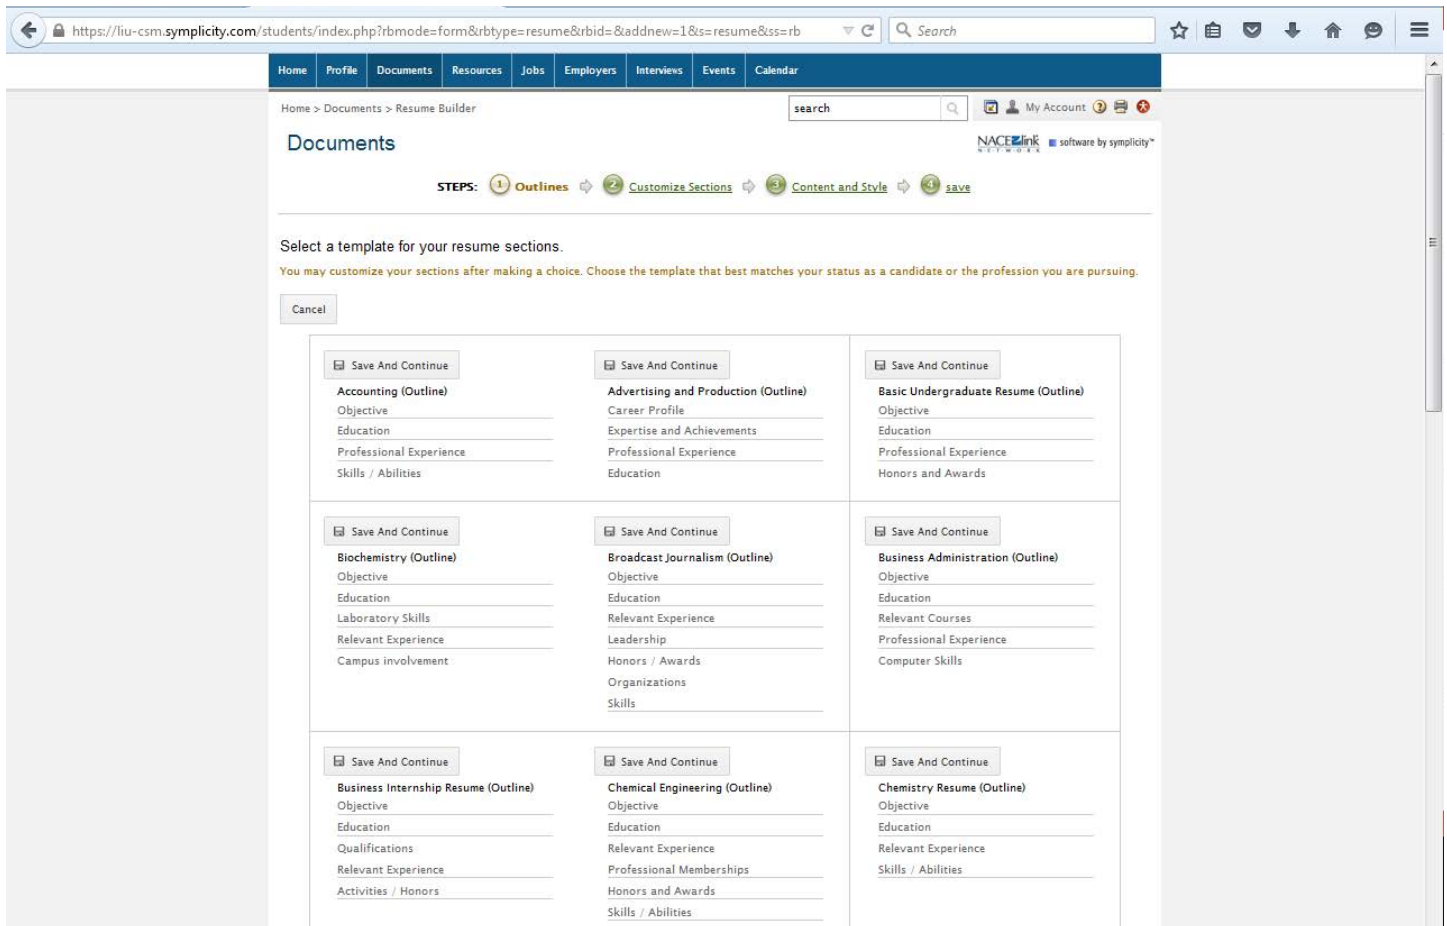 https://liu-csm.symplicity.com/students/index.php?rbmode=form&rbtype=resume&rbid=&addnew=1&s=resume&ss=rb
Search
Home Profile Documents Resources Jobs Employers Interviews Events Calendar
Home > Documents > Resume Builder
search
My Account
Documents
NACElink NETWORK software by symplicity™
STEPS: 1 Outlines 2 Customize Sections 3 Content and Style 4 save
Select a template for your resume sections.
You may customize your sections after making a choice. Choose the template that best matches your status as a candidate or the profession you are pursuing.
Cancel
Save And Continue
Accounting (Outline)
Objective
Education
Professional Experience
Skills / Abilities
Save And Continue
Advertising and Production (Outline)
Career Profile
Expertise and Achievements
Professional Experience
Education
Save And Continue
Basic Undergraduate Resume (Outline)
Objective
Education
Professional Experience
Honors and Awards
Save And Continue
Biochemistry (Outline)
Objective
Education
Laboratory Skills
Relevant Experience
Campus involvement
Save And Continue
Broadcast Journalism (Outline)
Objective
Education
Relevant Experience
Leadership
Honors / Awards
Organizations
Skills
Save And Continue
Business Administration (Outline)
Objective
Education
Relevant Courses
Professional Experience
Computer Skills
Save And Continue
Business Internship Resume (Outline)
Objective
Education
Qualifications
Relevant Experience
Activities / Honors
Save And Continue
Chemical Engineering (Outline)
Objective
Education
Relevant Experience
Professional Memberships
Honors and Awards
Skills / Abilities
Save And Continue
Chemistry Resume (Outline)
Objective
Education
Relevant Experience
Skills / Abilities